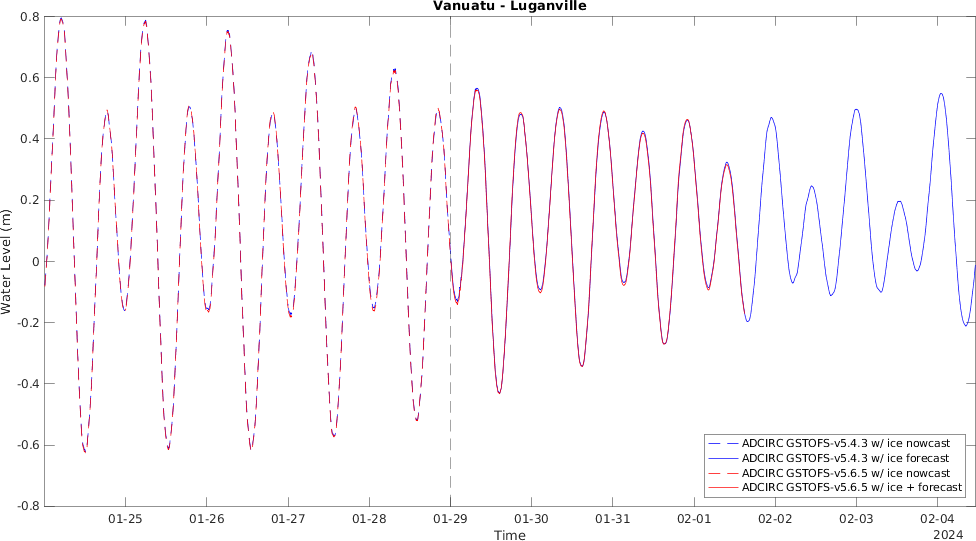 Vanuatu - Luganville
0.8
0.6
0.4
0.2
0
-0.2
-0.4
-0.6
-0.8
Water Level (m)
01-25 01-26 01-27 01-28 01-29 01-30 01-31 02-01 02-02 02-03 02-04
Time
2024
ADCIRC GSTOFS-v5.4.3 w/ ice nowcast
ADCIRC GSTOFS-v5.4.3 w/ ice forecast
ADCIRC GSTOFS-v5.6.5 w/ ice nowcast
ADCIRC GSTOFS-v5.6.5 w/ ice + forecast